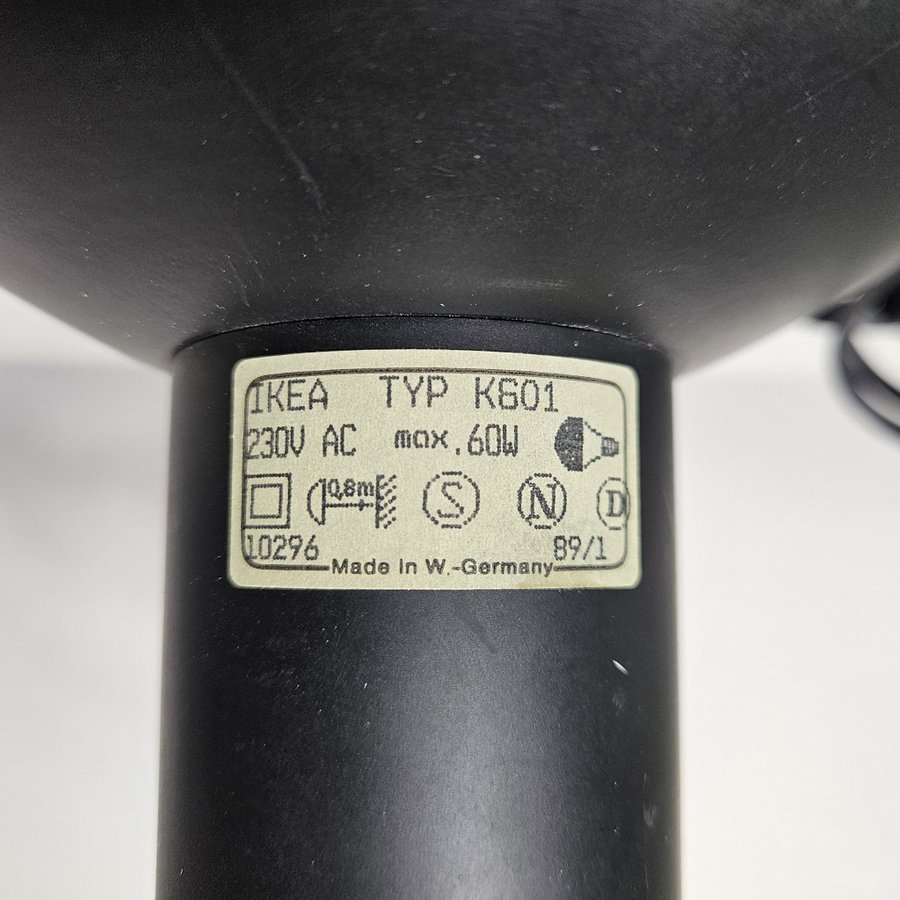 IKEA TYP K601
230V AC max. 60W
0,8m S N D
10296 89/1
Made in W.-Germany